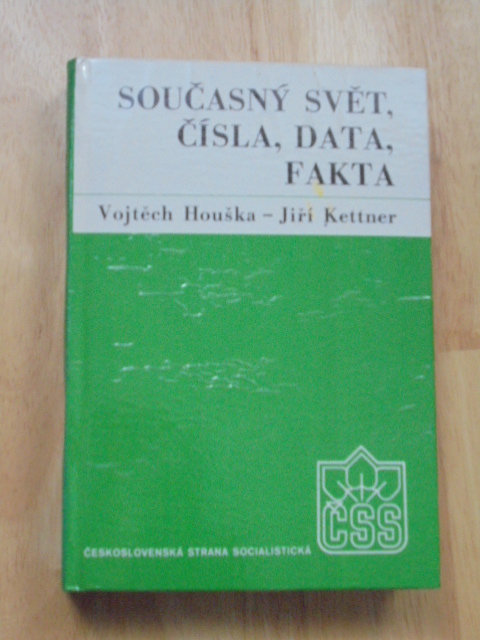 SOUČASNÝ SVĚT,
ČÍSLA, DATA,
FAKTA
Vojtěch Houška – Jiří Kettner
ČSS
ČESKOSLOVENSKÁ STRANA SOCIALISTICKÁ